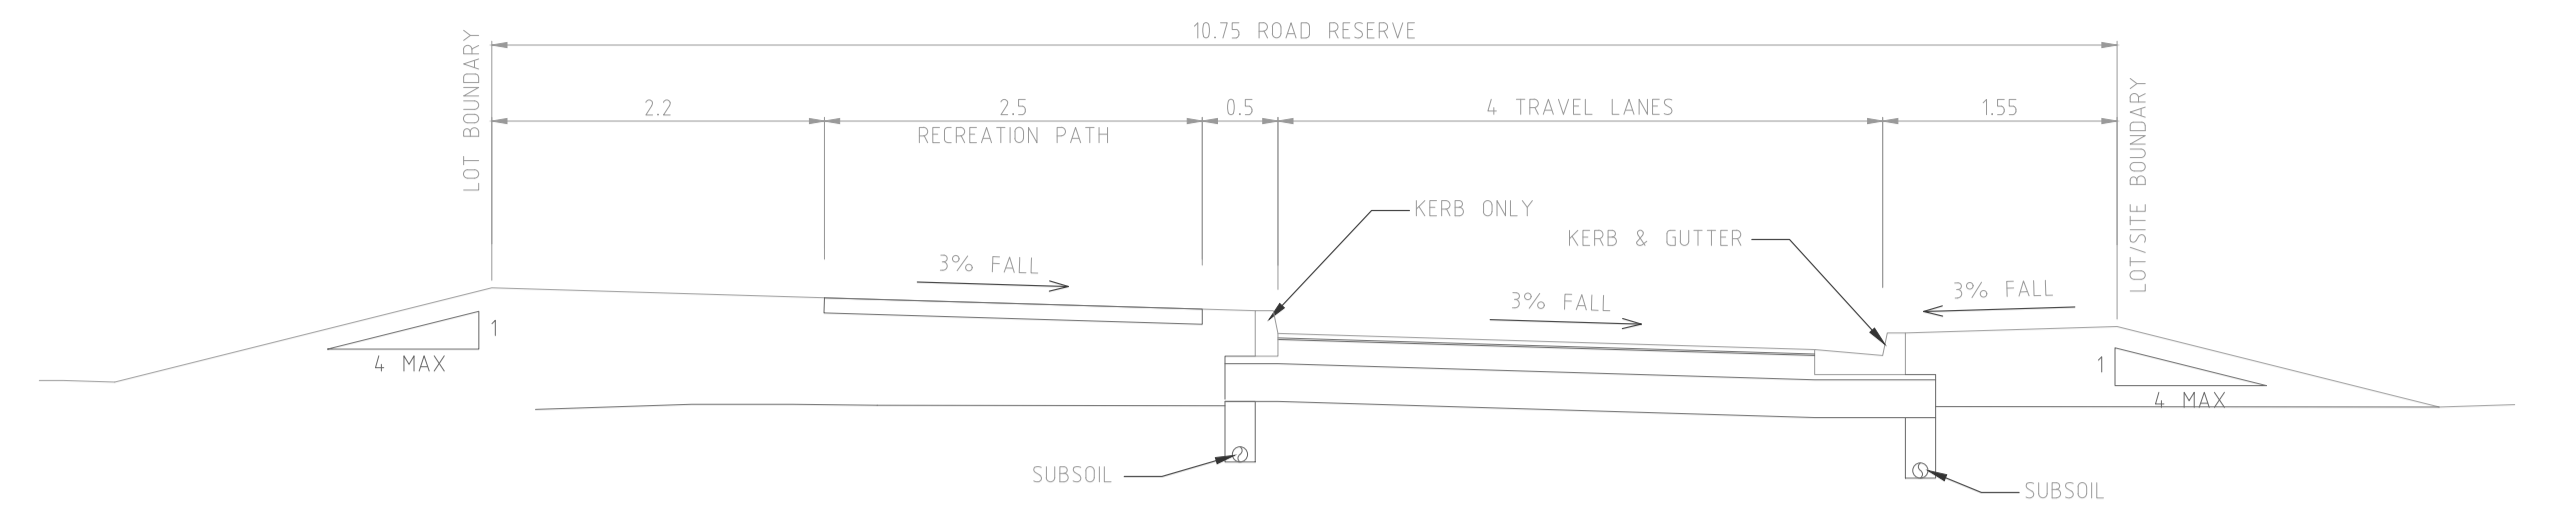 10.75 ROAD RESERVE
LOT BOUNDARY
2.2
2.5
RECREATION PATH
0.5
4 TRAVEL LANES
1.55
LOT/SITE BOUNDARY
KERB ONLY
KERB & GUTTER
3% FALL
3% FALL
3% FALL
1
4 MAX
1
4 MAX
SUBSOIL
SUBSOIL